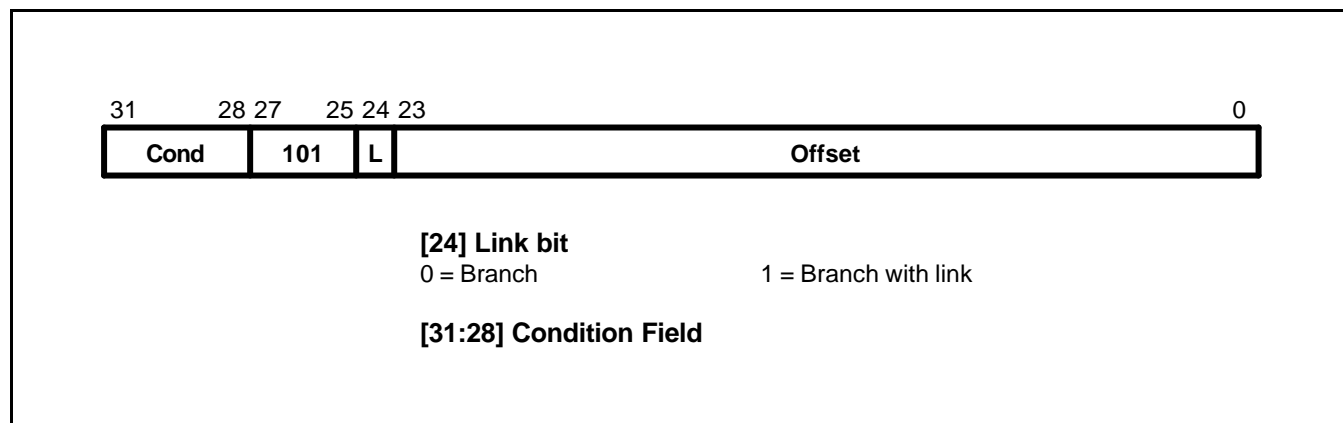 31 28 27 25 24 23 0
Cond 101 L Offset
[24] Link bit
0 = Branch 1 = Branch with link
[31:28] Condition Field